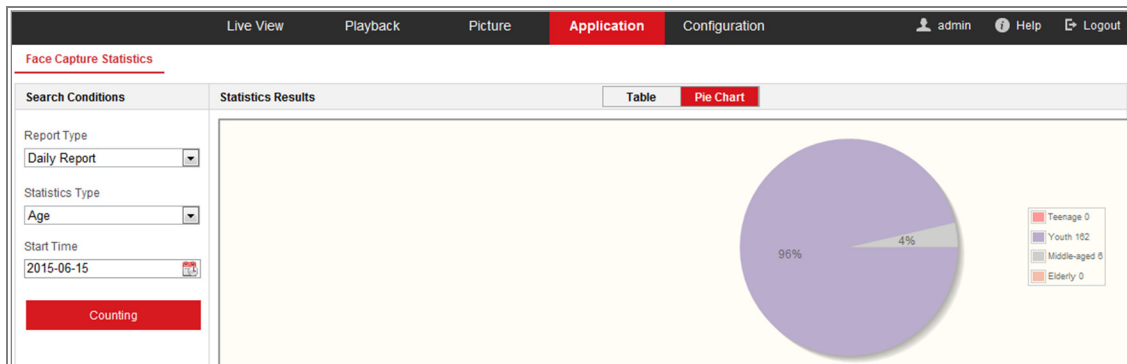 Live View Playback Picture Application Configuration admin Help Logout
Face Capture Statistics
Search Conditions
Statistics Results Table Pie Chart
Report Type
Daily Report
Statistics Type
Age
Start Time
2015-06-15
Counting
96%
4%
Teenage 0
Youth 162
Middle-aged 6
Elderly 0